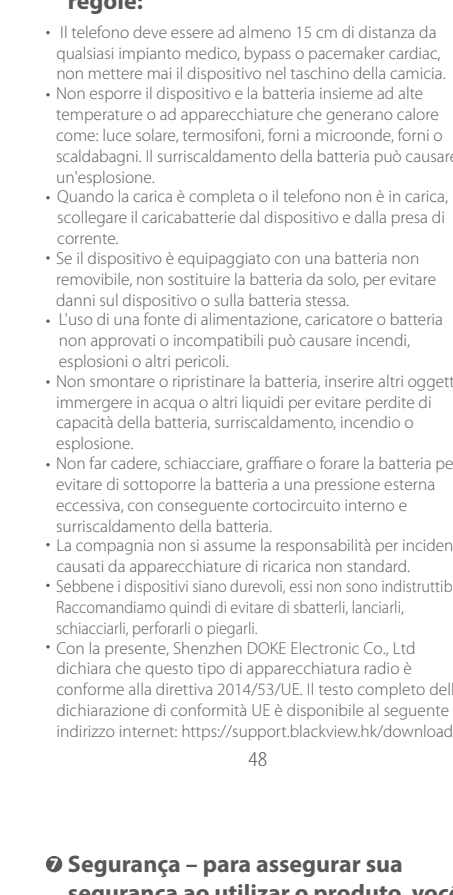 regole:
• Il telefono deve essere ad almeno 15 cm di distanza da
qualsiasi impianto medico, bypass o pacemaker cardiac,
non mettere mai il dispositivo nel taschino della camicia.
• Non esporre il dispositivo e la batteria insieme ad alte
temperature o ad apparecchiature che generano calore
come: luce solare, termosifoni, forni a microonde, forni o
scaldabagni. Il surriscaldamento della batteria può causare
un'esplosione.
• Quando la carica è completa o il telefono non è in carica,
scollegare il caricabatterie dal dispositivo e dalla presa di
corrente.
• Se il dispositivo è equipaggiato con una batteria non
removibile, non sostituire la batteria da solo, per evitare
danni sul dispositivo o sulla batteria stessa.
• L'uso di una fonte di alimentazione, caricatore o batteria
non approvati o incompatibili può causare incendi,
esplosioni o altri pericoli.
• Non smontare o ripristinare la batteria, inserire altri oggett
immergere in acqua o altri liquidi per evitare perdite di
capacità della batteria, surriscaldamento, incendio o
esplosione.
• Non far cadere, schiacciare, graffiare o forare la batteria pe
evitare di sottoporre la batteria a una pressione esterna
eccessiva, con conseguente cortocircuito interno e
surriscaldamento della batteria.
• La compagnia non si assume la responsabilità per inciden
causati da apparecchiature di ricarica non standard.
• Sebbene i dispositivi siano durevoli, essi non sono indistruttib
Raccomandiamo quindi di evitare di sbatterli, lanciarli,
schiacciarli, perforarli o piegarli.
• Con la presente, Shenzhen DOKE Electronic Co., Ltd
dichiara che questo tipo di apparecchiatura radio è
conforme alla direttiva 2014/53/UE. Il testo completo dell
dichiarazione di conformità UE è disponibile al seguente
indirizzo internet: https://support.blackview.hk/download
48
❼ Segurança – para assegurar sua
segurança ao utilizar o produto, você